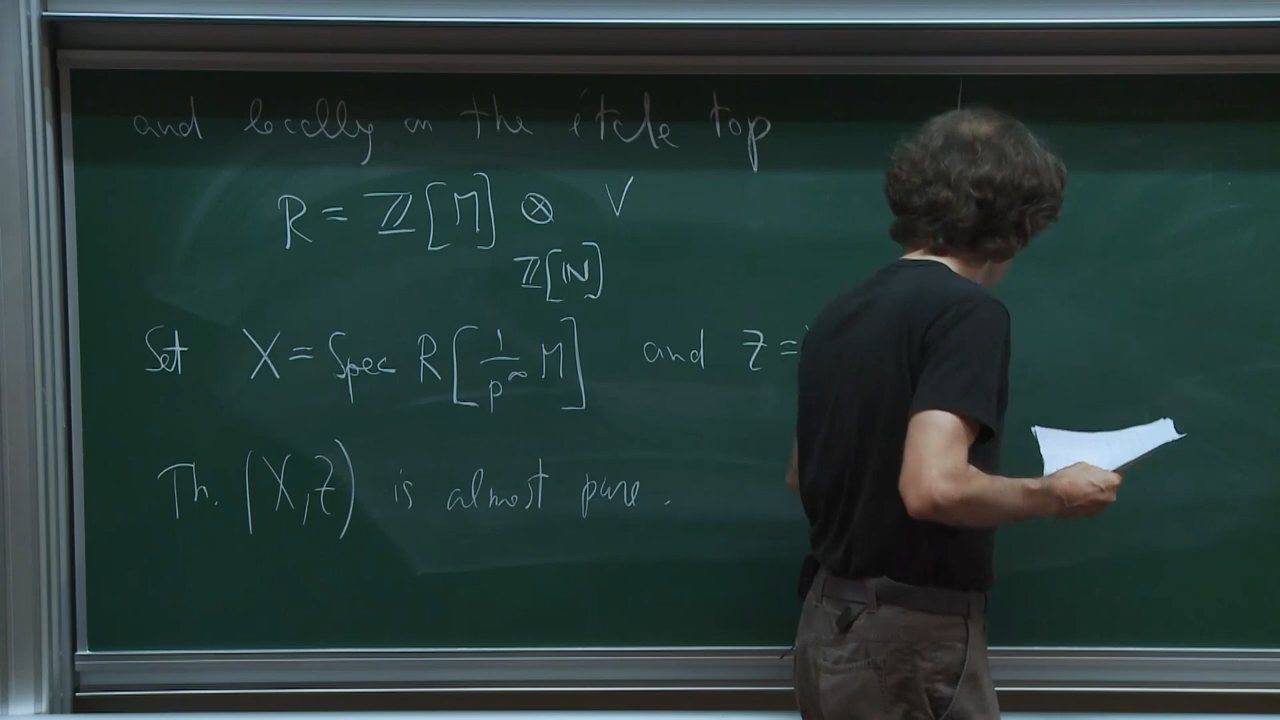 and locally on the étale top
R = ℤ[M] ⊗ V
ℤ[ℕ]
Set X = Spec R[1/p^∞ M] and Z =
Th. (X,Z) is almost pure.